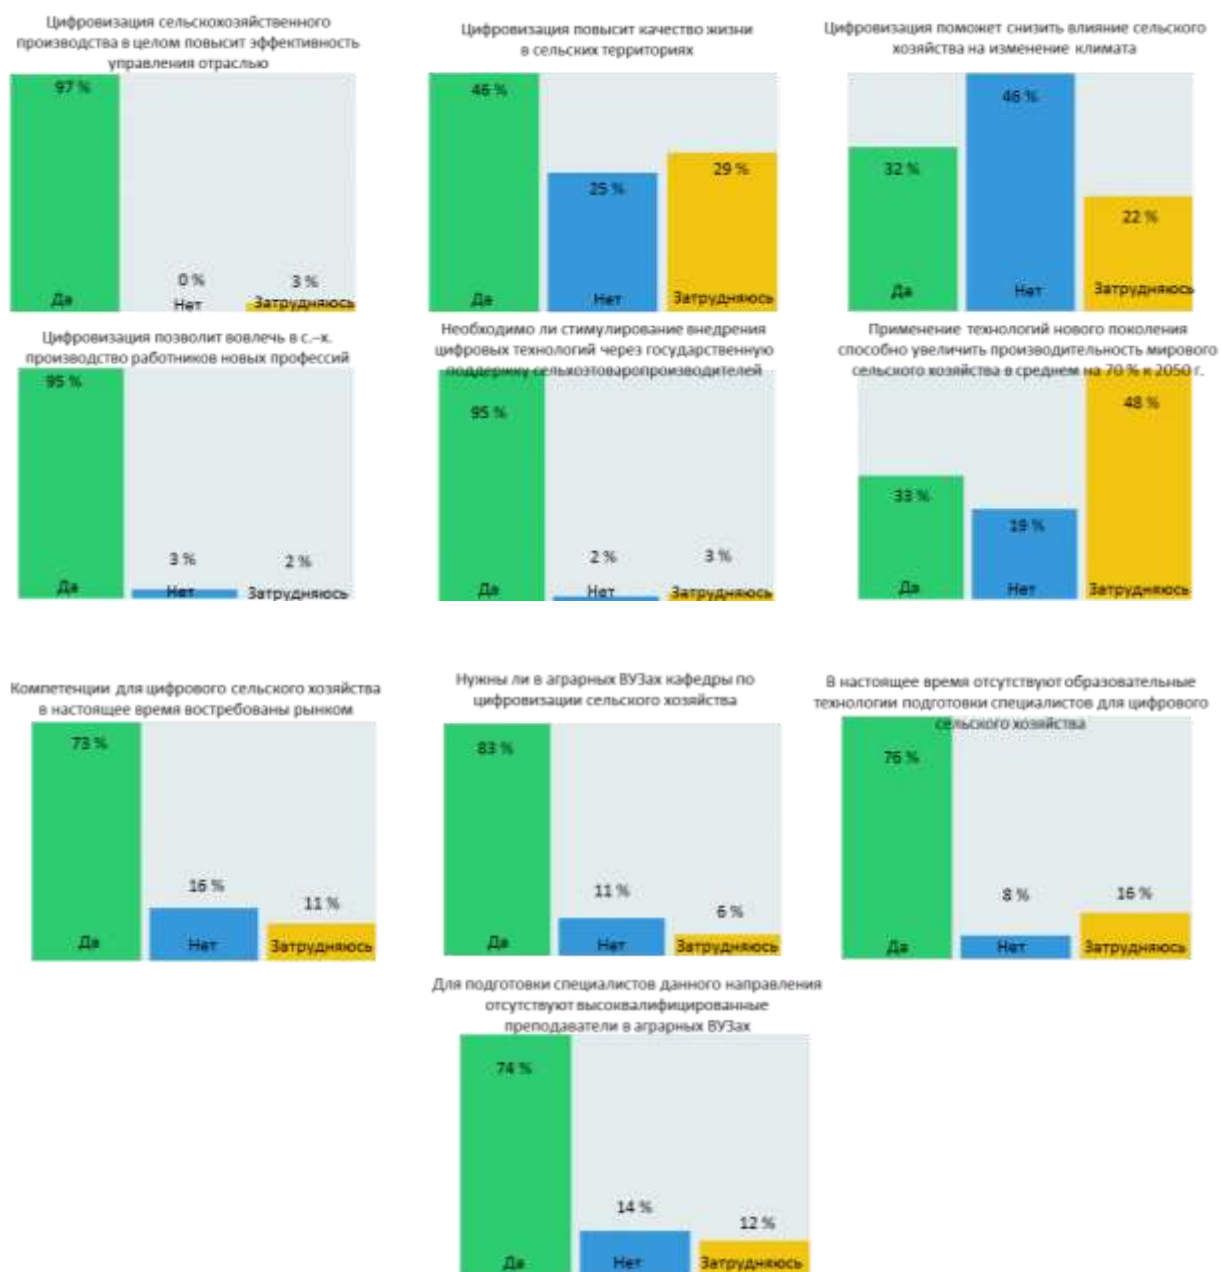 Цифровизация сельскохозяйственного
производства в целом повысит эффективность
управления отраслью
97 %
0 %
3 %
Да
Нет
Затрудняюсь
Цифровизация повысит качество жизни
в сельских территориях
46 %
25 %
29 %
Да
Нет
Затрудняюсь
Цифровизация поможет снизить влияние сельского
хозяйства на изменение климата
32 %
46 %
22 %
Да
Нет
Затрудняюсь
Цифровизация позволит вовлечь в с.–х.
производство работников новых профессий
95 %
3 %
2 %
Да
Нет
Затрудняюсь
Необходимо ли стимулирование внедрения
цифровых технологий через государственную
поддержку сельхозтоваропроизводителей
95 %
2 %
3 %
Да
Нет
Затрудняюсь
Применение технологий нового поколения
способно увеличить производительность мирового
сельского хозяйства в среднем на 70 % к 2050 г.
33 %
19 %
48 %
Да
Нет
Затрудняюсь
Компетенции для цифрового сельского хозяйства
в настоящее время востребованы рынком
73 %
16 %
11 %
Да
Нет
Затрудняюсь
Нужны ли в аграрных ВУЗах кафедры по
цифровизации сельского хозяйства
83 %
11 %
6 %
Да
Нет
Затрудняюсь
В настоящее время отсутствуют образовательные
технологии подготовки специалистов для цифрового
сельского хозяйства
76 %
8 %
16 %
Да
Нет
Затрудняюсь
Для подготовки специалистов данного направления
отсутствуют высоквалифицированные
преподаватели в аграрных ВУЗах
74 %
14 %
12 %
Да
Нет
Затрудняюсь